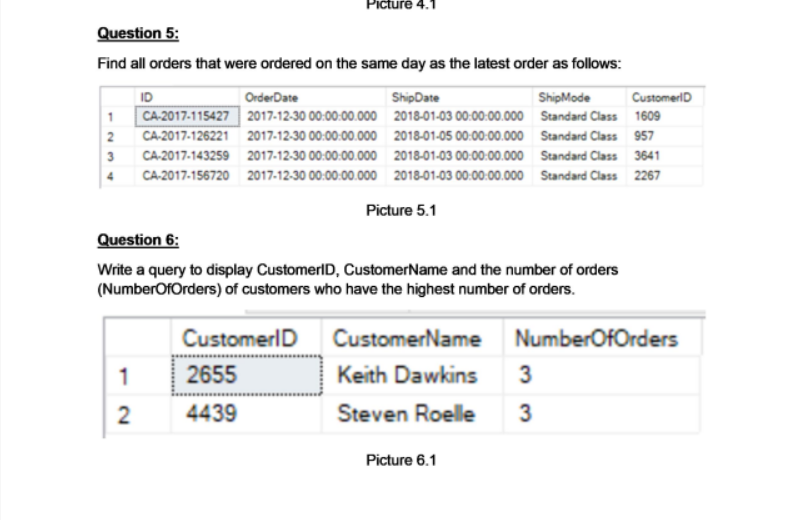 Picture 4.1
Question 5:
Find all orders that were ordered on the same day as the latest order as follows:
ID OrderDate ShipDate ShipMode CustomerID
1 CA-2017-115427 2017-12-30 00:00:00.000 2018-01-03 00:00:00.000 Standard Class 1609
2 CA-2017-126221 2017-12-30 00:00:00.000 2018-01-05 00:00:00.000 Standard Class 957
3 CA-2017-143259 2017-12-30 00:00:00.000 2018-01-03 00:00:00.000 Standard Class 3641
4 CA-2017-156720 2017-12-30 00:00:00.000 2018-01-03 00:00:00.000 Standard Class 2267
Picture 5.1
Question 6:
Write a query to display CustomerID, CustomerName and the number of orders
(NumberOfOrders) of customers who have the highest number of orders.
CustomerID CustomerName NumberOfOrders
1 2655 Keith Dawkins 3
2 4439 Steven Roelle 3
Picture 6.1